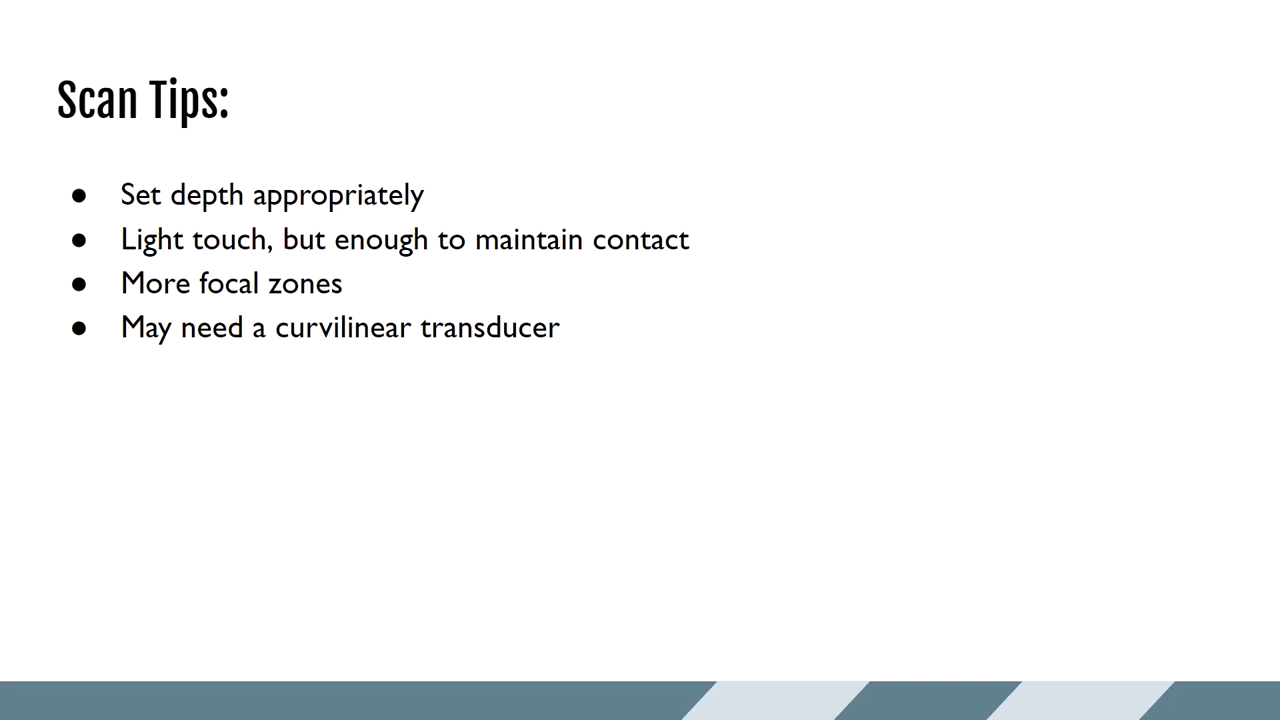 Scan Tips:
● Set depth appropriately
● Light touch, but enough to maintain contact
● More focal zones
● May need a curvilinear transducer